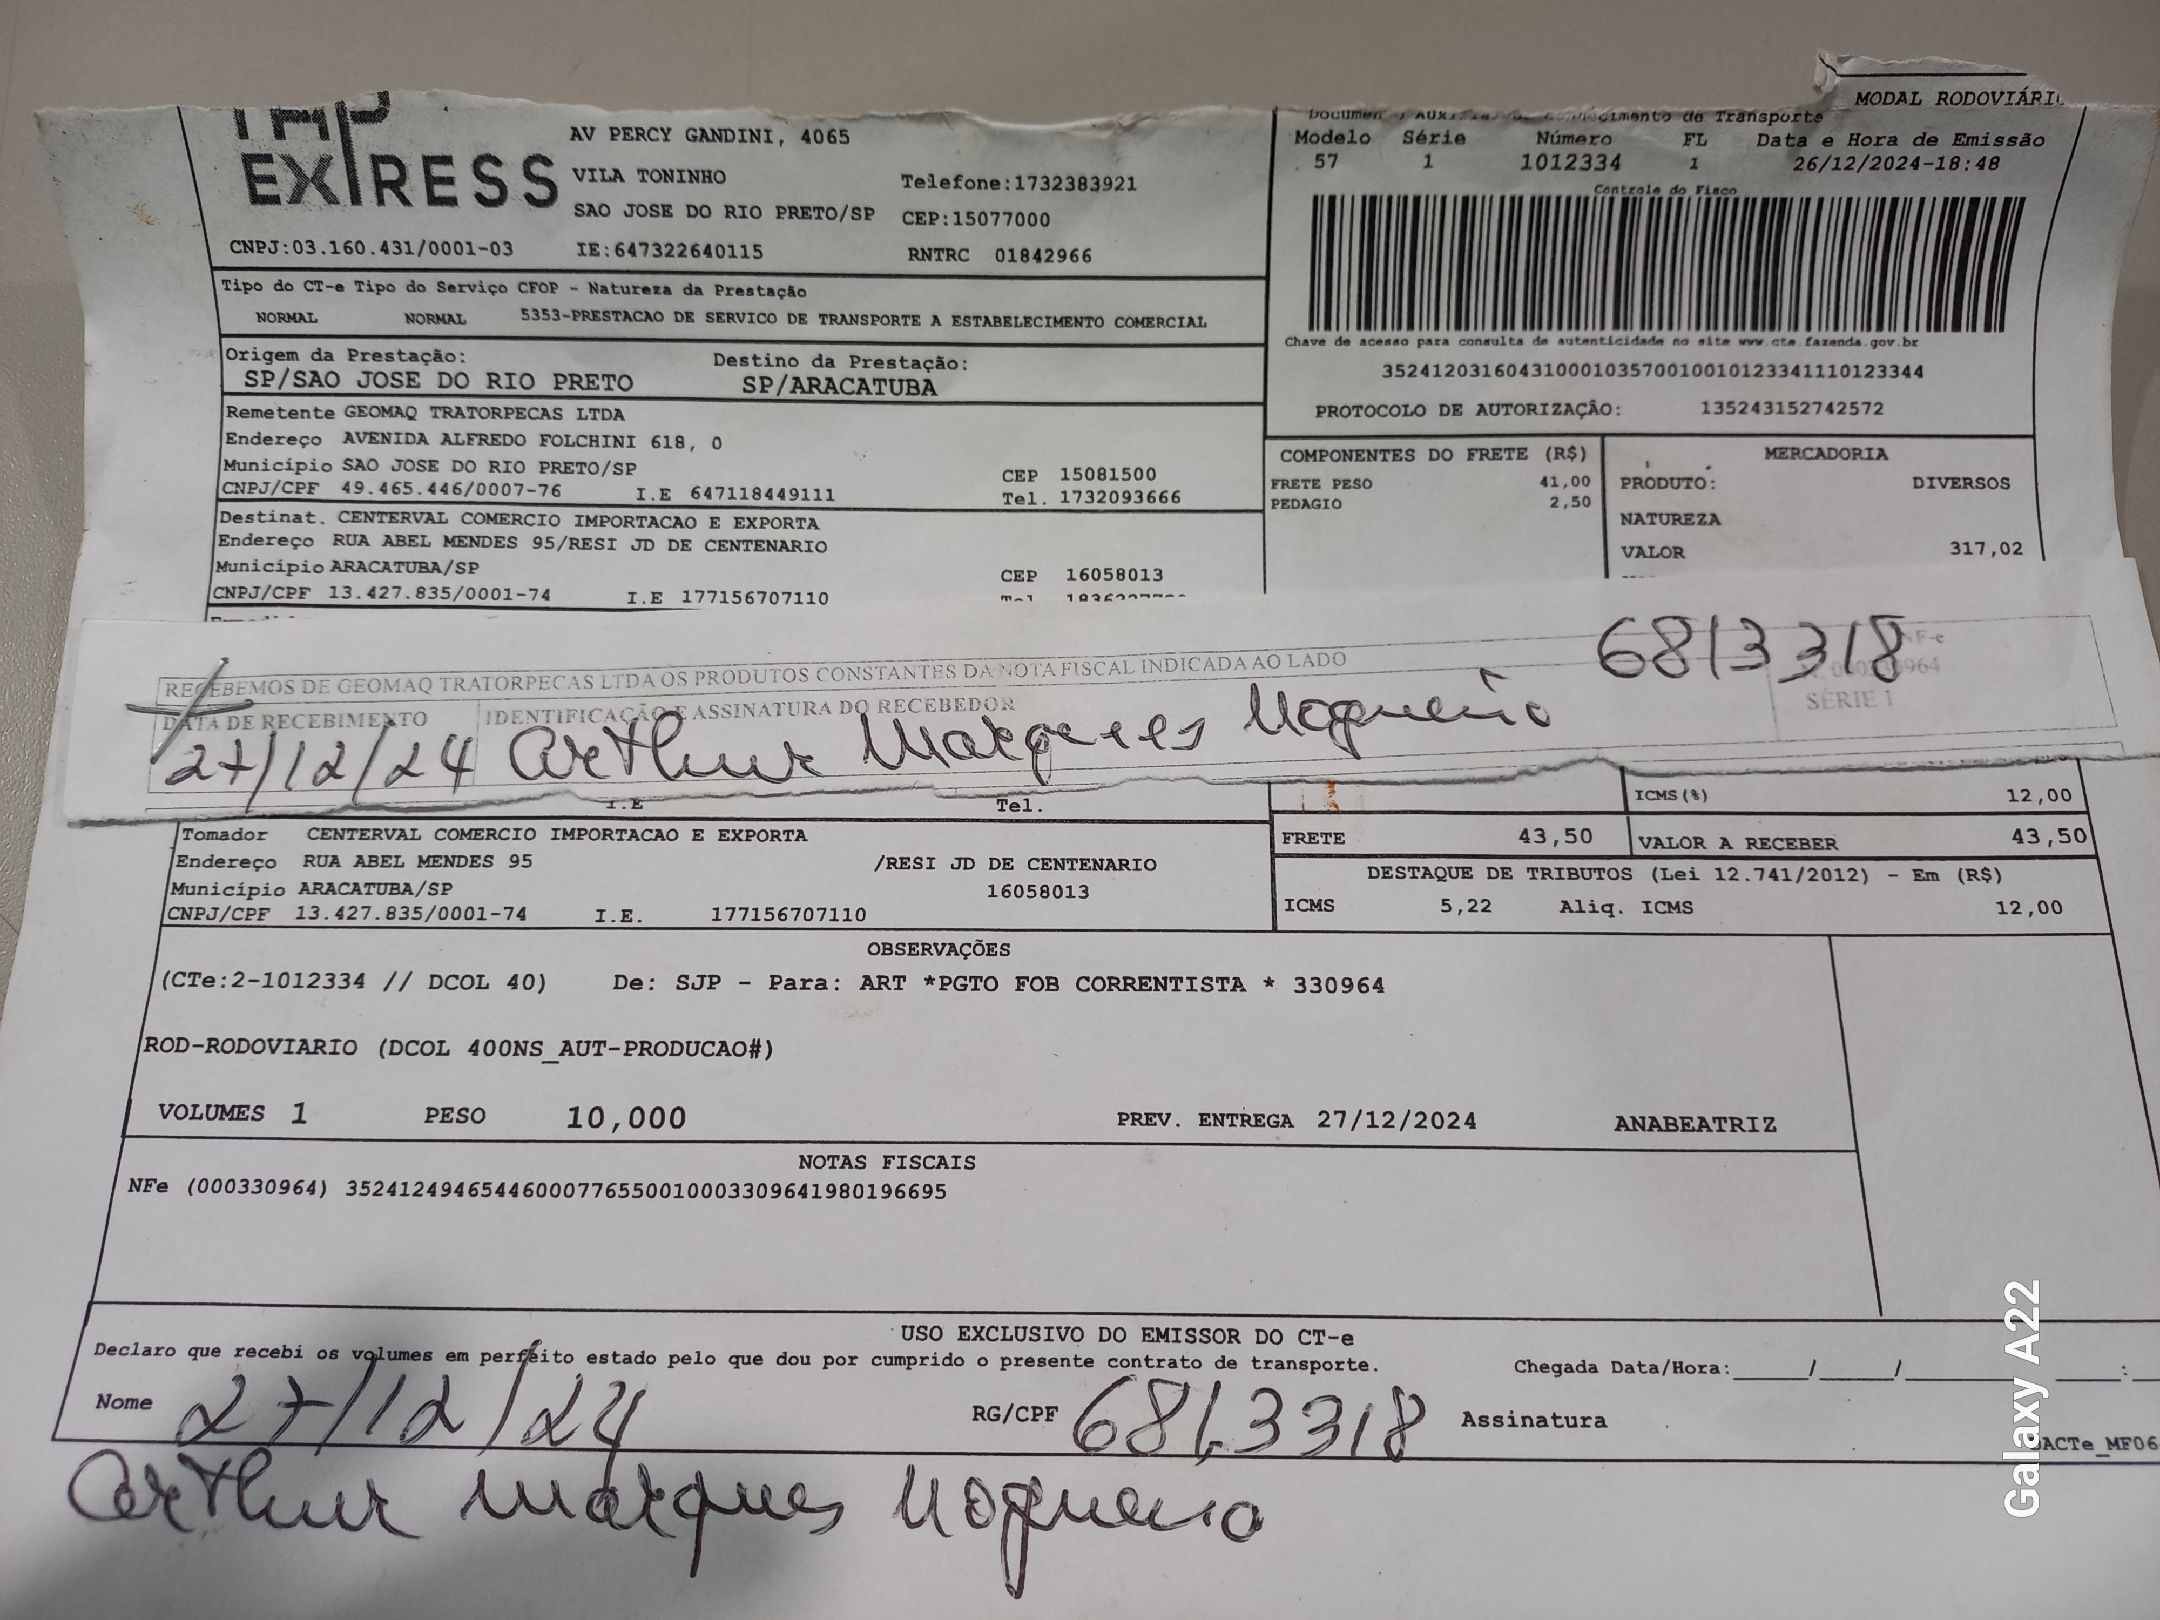 EXPRESS
AV PERCY GANDINI, 4065
VILA TONINHO
Telefone:1732383921
SAO JOSE DO RIO PRETO/SP CEP:15077000
CNPJ:03.160.431/0001-03 IE:647322640115 RNTRC 01842966
MODAL RODOVIÁRI
de Transporte
Modelo Série Número FL Data e Hora de Emissão
57 1 1012334 1 26/12/2024-18:48
Controle do Fisco
Chave de acesso para consulta de autenticidade no site www.cte.fazenda.gov.br
35241203160431000103570010010123341110123344
PROTOCOLO DE AUTORIZAÇÃO: 135243152742572
Tipo do CT-e Tipo do Serviço CFOP - Natureza da Prestação
NORMAL NORMAL 5353-PRESTACAO DE SERVICO DE TRANSPORTE A ESTABELECIMENTO COMERCIAL
Origem da Prestação: Destino da Prestação:
SP/SAO JOSE DO RIO PRETO SP/ARACATUBA
Remetente GEOMAQ TRATORPECAS LTDA
Endereço AVENIDA ALFREDO FOLCHINI 618, 0
Município SAO JOSE DO RIO PRETO/SP CEP 15081500
CNPJ/CPF 49.465.446/0007-76 I.E 647118449111 Tel. 1732093666
Destinat. CENTERVAL COMERCIO IMPORTACAO E EXPORTA
Endereço RUA ABEL MENDES 95/RESI JD DE CENTENARIO
Município ARACATUBA/SP CEP 16058013
CNPJ/CPF 13.427.835/0001-74 I.E 177156707110
COMPONENTES DO FRETE (R$) MERCADORIA
FRETE PESO 41,00 PRODUTO: DIVERSOS
PEDAGIO 2,50 NATUREZA
VALOR 317,02
6813318
RECEBEMOS DE GEOMAQ TRATORPECAS LTDA OS PRODUTOS CONSTANTES DA NOTA FISCAL INDICADA AO LADO
NF-e
DATA DE RECEBIMENTO IDENTIFICAÇÃO E ASSINATURA DO RECEBEDOR SÉRIE 1
27/12/24 Arthur Marques Nogueira
I.E Tel.
ICMS(%) 12,00
Tomador CENTERVAL COMERCIO IMPORTACAO E EXPORTA
Endereço RUA ABEL MENDES 95 /RESI JD DE CENTENARIO
Município ARACATUBA/SP 16058013
CNPJ/CPF 13.427.835/0001-74 I.E. 177156707110
FRETE 43,50 VALOR A RECEBER 43,50
DESTAQUE DE TRIBUTOS (Lei 12.741/2012) - Em (R$)
ICMS 5,22 Aliq. ICMS 12,00
OBSERVAÇÕES
(CTe:2-1012334 // DCOL 40) De: SJP - Para: ART *PGTO FOB CORRENTISTA * 330964
ROD-RODOVIARIO (DCOL 400NS_AUT-PRODUCAO#)
VOLUMES 1 PESO 10,000 PREV. ENTREGA 27/12/2024 ANABEATRIZ
NOTAS FISCAIS
NFe (000330964) 35241249465446000776550010003309641980196695
USO EXCLUSIVO DO EMISSOR DO CT-e
Declaro que recebi os volumes em perfeito estado pelo que dou por cumprido o presente contrato de transporte. Chegada Data/Hora:____/____/____ ____:
Nome 27/12/24 RG/CPF 681.3318 Assinatura
DACTe_MF06
Arthur Marques Nogueira
Galaxy A22